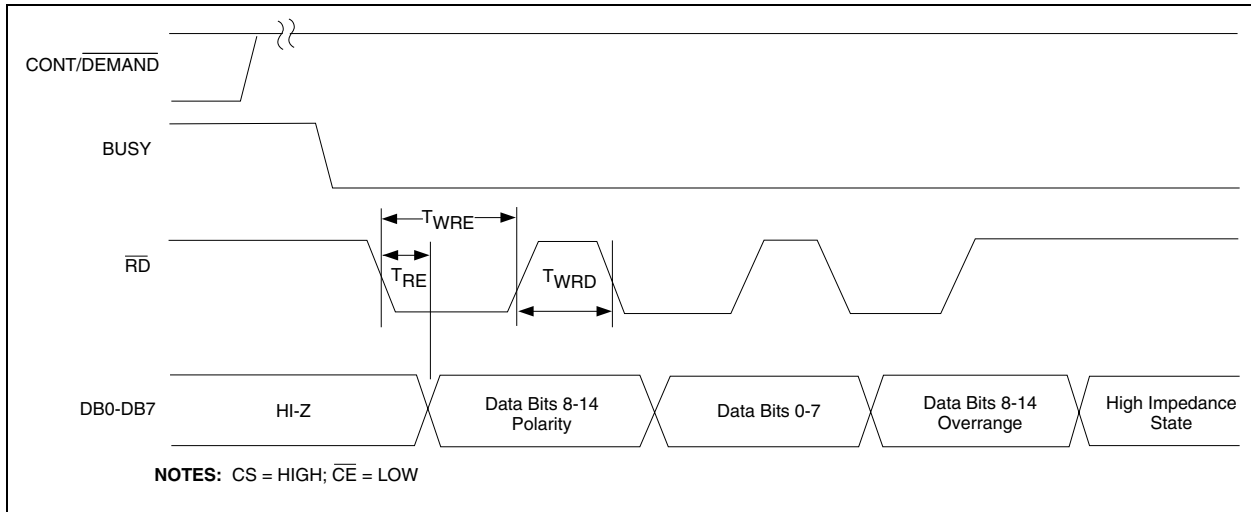 CONT/DEMAND
BUSY
TWRE
RD
TRE
TWRD
DB0-DB7
HI-Z
Data Bits 8-14
Polarity
Data Bits 0-7
Data Bits 8-14
Overrange
High Impedance
State
NOTES: CS = HIGH; CE = LOW